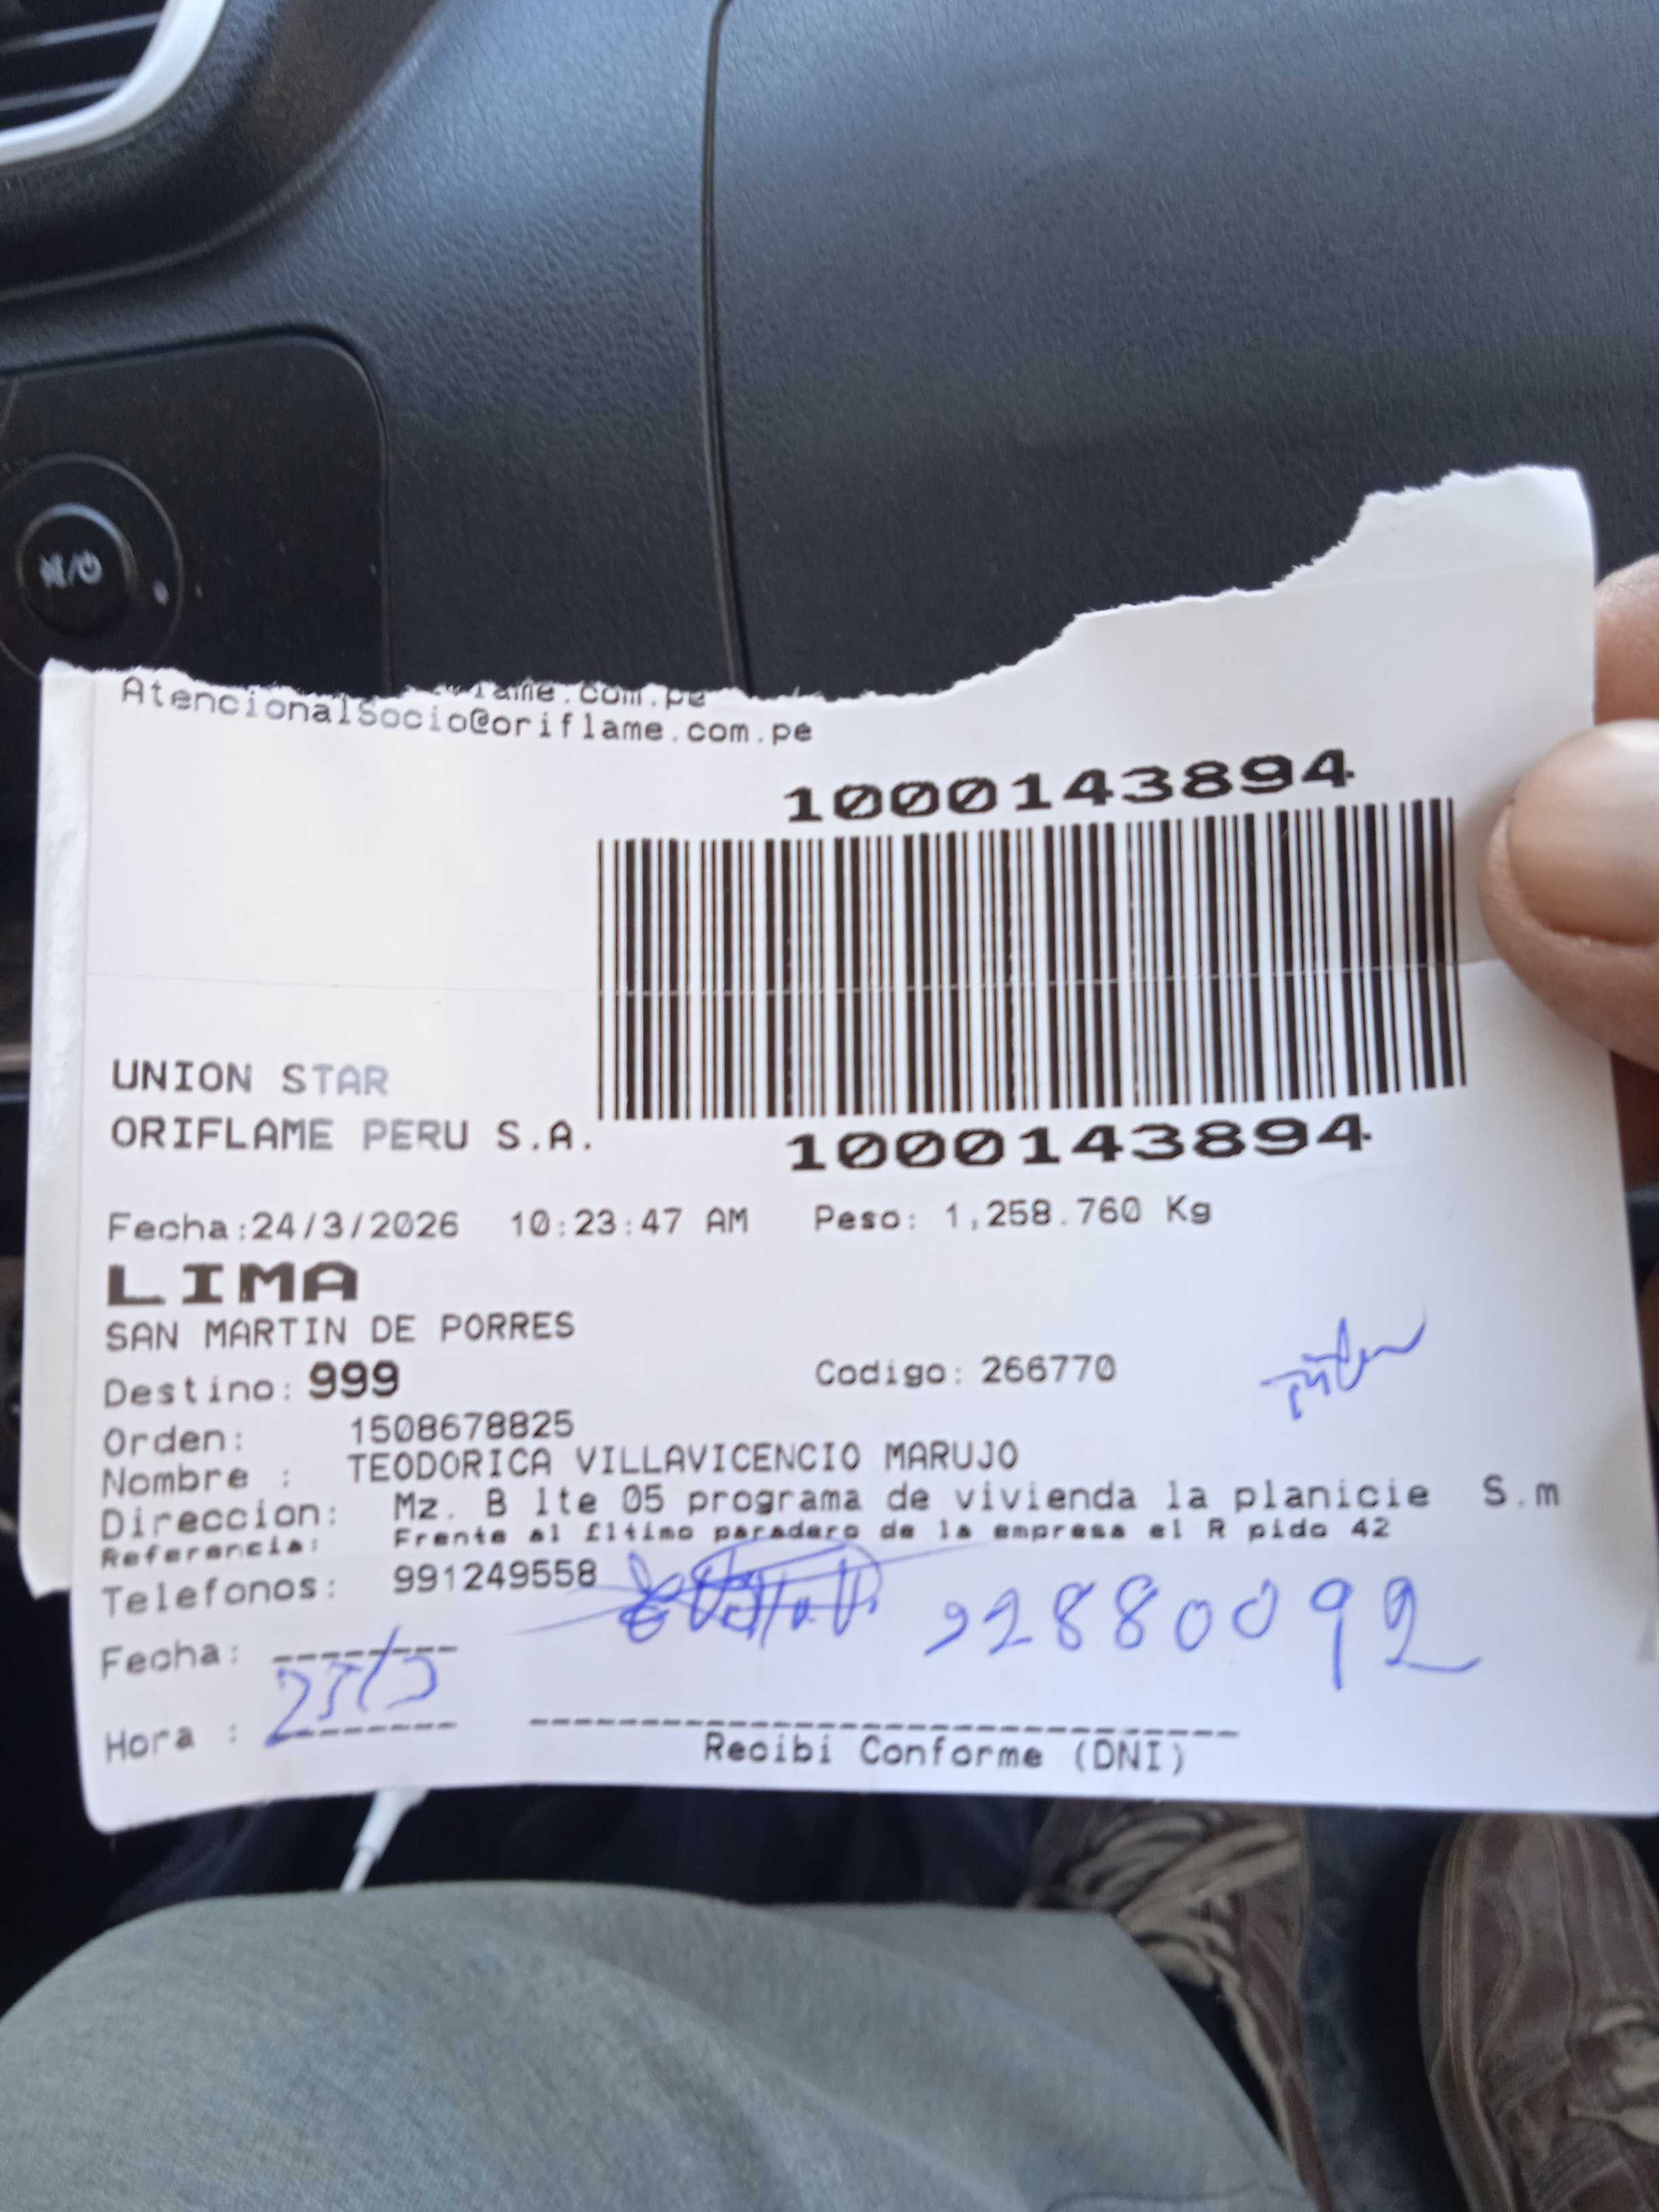 AtencionalSocio@oriflame.com.pe
1000143894
UNION STAR
ORIFLAME PERU S.A.
1000143894
Fecha:24/3/2026 10:23:47 AM Peso: 1,258.760 Kg
LIMA
SAN MARTIN DE PORRES
Destino: 999 Codigo: 266770
Orden: 1508678825
Nombre : TEODORICA VILLAVICENCIO MARUJO
Direccion: Mz. B lte 05 programa de vivienda la planicie S.m
Referencia: Frente al £ltimo paradero de la empresa el R pido 42
Telefonos: 991249558
Fecha:
25/3
Hora :
Recibi Conforme (DNI)